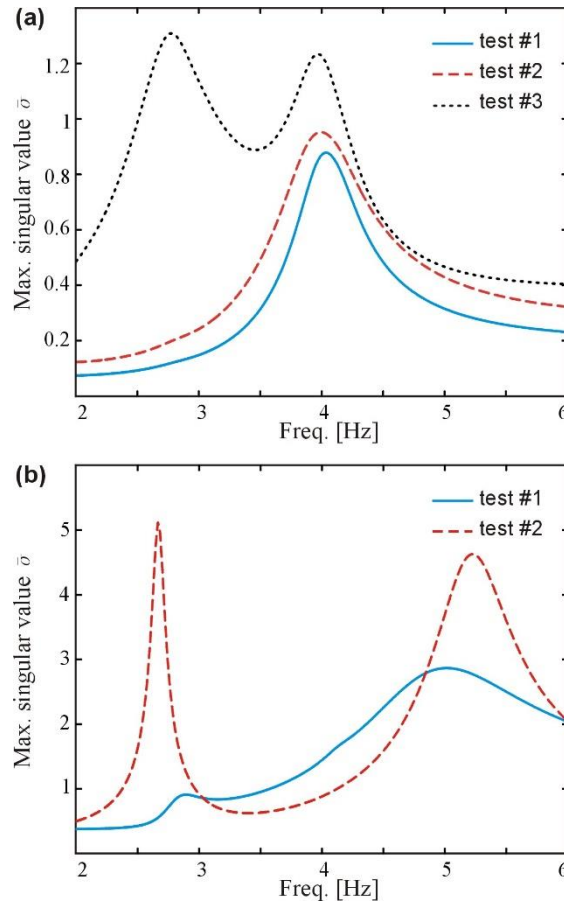 (a)
test #1
test #2
test #3
1.2
1
0.8
0.6
0.4
0.2
Max. singular value σ̄
2 3 4 5 6
Freq. [Hz]
(b)
test #1
test #2
5
4
3
2
1
Max. singular value σ̄
2 3 4 5 6
Freq. [Hz]